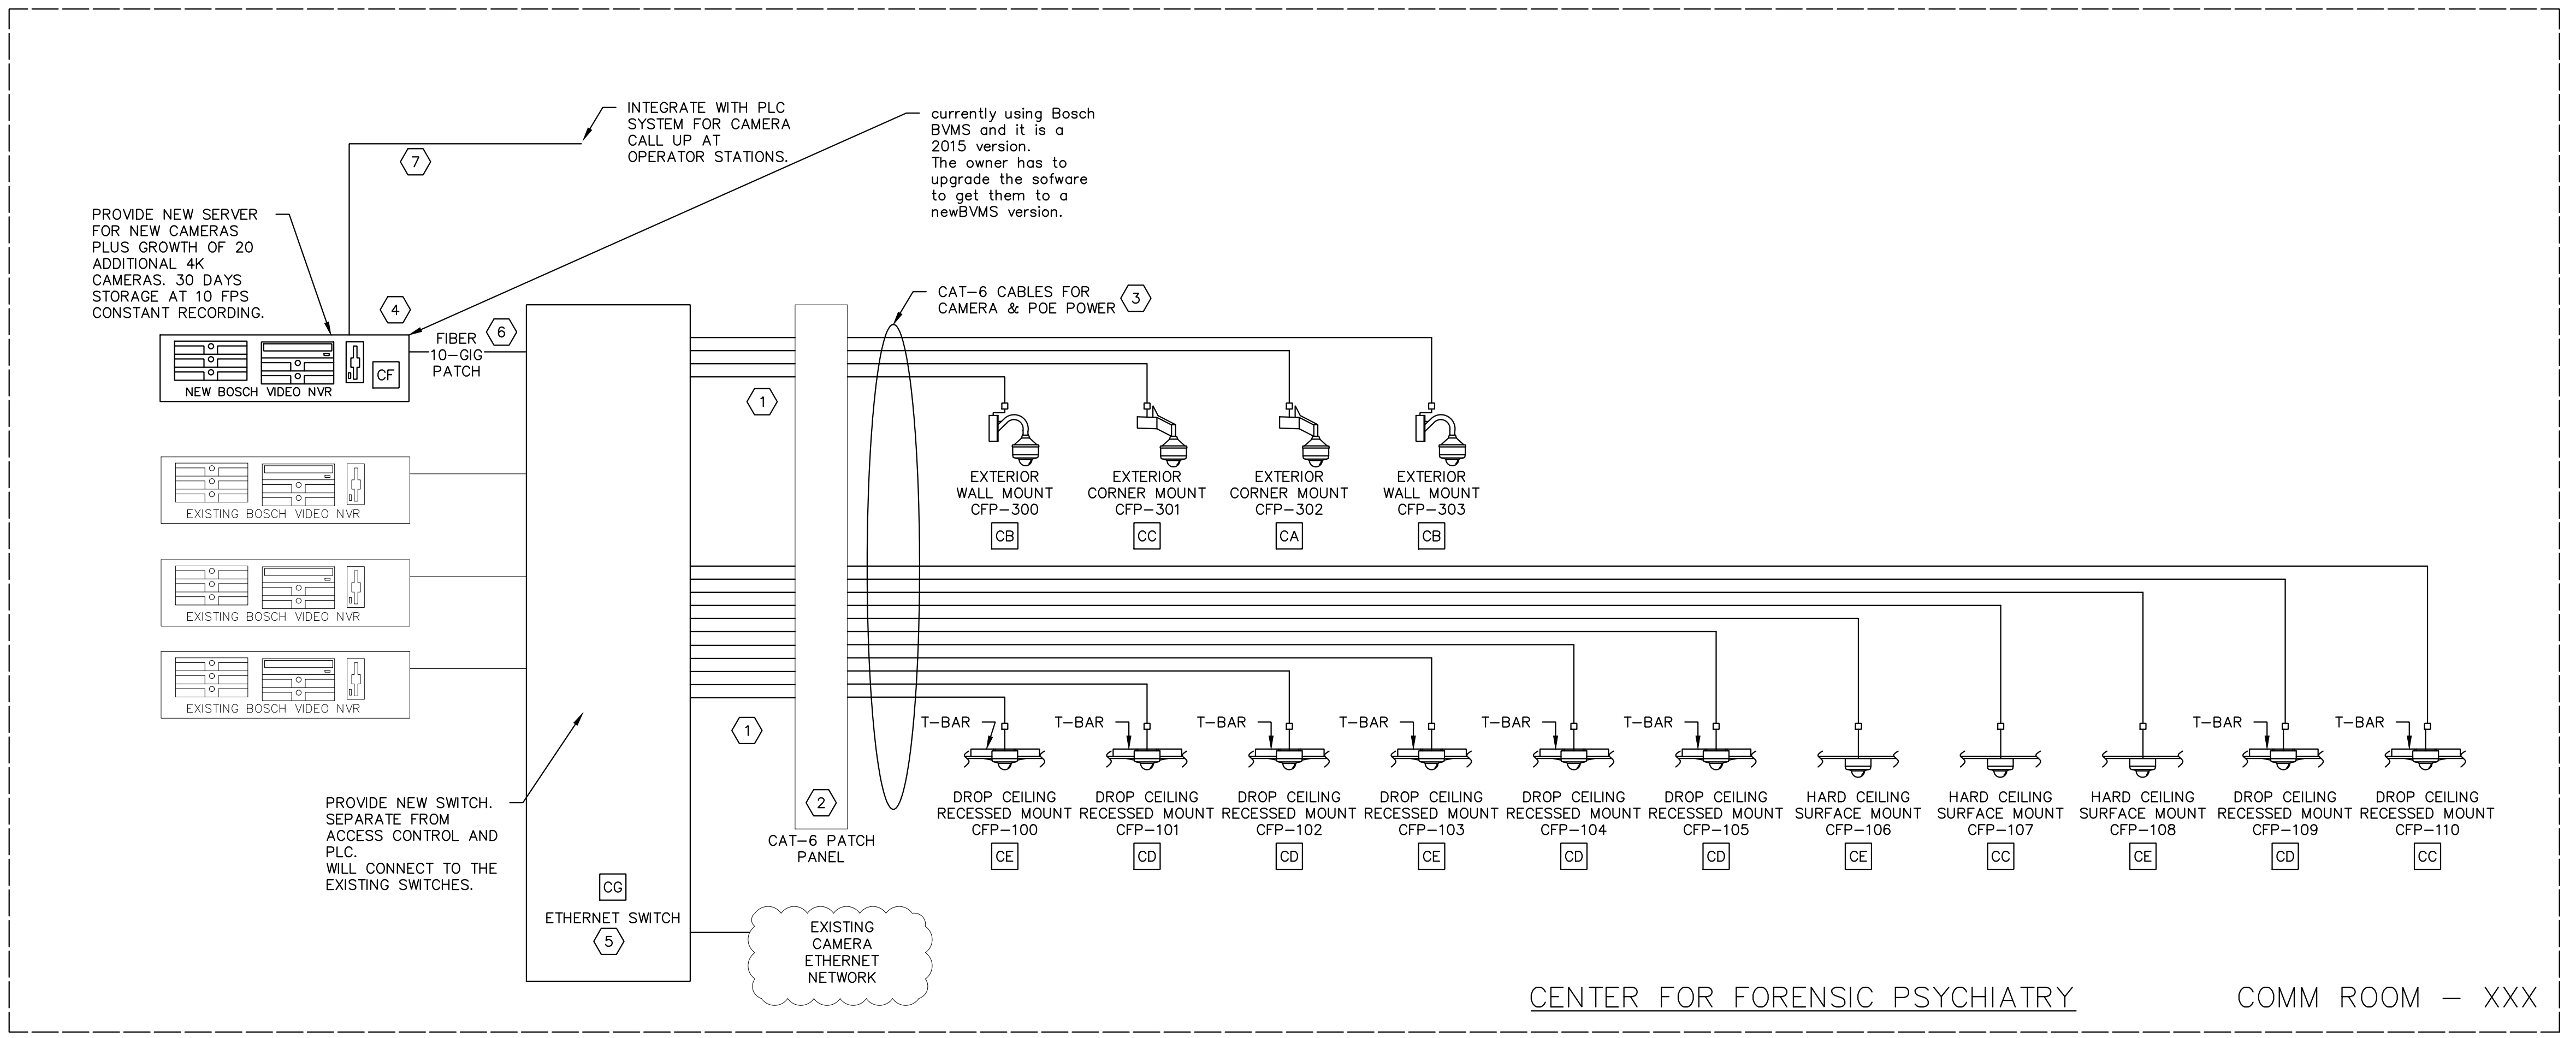 INTEGRATE WITH PLC
SYSTEM FOR CAMERA
CALL UP AT
OPERATOR STATIONS.
7
currently using Bosch
BVMS and it is a
2015 version.
The owner has to
upgrade the sofware
to get them to a
newBVMS version.
PROVIDE NEW SERVER
FOR NEW CAMERAS
PLUS GROWTH OF 20
ADDITIONAL 4K
CAMERAS. 30 DAYS
STORAGE AT 10 FPS
CONSTANT RECORDING.
4
6
FIBER
10-GIG
PATCH
CF
NEW BOSCH VIDEO NVR
EXISTING BOSCH VIDEO NVR
EXISTING BOSCH VIDEO NVR
EXISTING BOSCH VIDEO NVR
CAT-6 CABLES FOR
CAMERA & POE POWER
3
1
EXTERIOR
WALL MOUNT
CFP-300
CB
EXTERIOR
CORNER MOUNT
CFP-301
CC
EXTERIOR
CORNER MOUNT
CFP-302
CA
EXTERIOR
WALL MOUNT
CFP-303
CB
1
T-BAR
T-BAR
T-BAR
T-BAR
T-BAR
T-BAR
T-BAR
T-BAR
DROP CEILING
RECESSED MOUNT
CFP-100
CE
DROP CEILING
RECESSED MOUNT
CFP-101
CD
DROP CEILING
RECESSED MOUNT
CFP-102
CD
DROP CEILING
RECESSED MOUNT
CFP-103
CE
DROP CEILING
RECESSED MOUNT
CFP-104
CD
DROP CEILING
RECESSED MOUNT
CFP-105
CD
HARD CEILING
SURFACE MOUNT
CFP-106
CE
HARD CEILING
SURFACE MOUNT
CFP-107
CC
HARD CEILING
SURFACE MOUNT
CFP-108
CE
DROP CEILING
RECESSED MOUNT
CFP-109
CD
DROP CEILING
RECESSED MOUNT
CFP-110
CC
2
CAT-6 PATCH
PANEL
PROVIDE NEW SWITCH.
SEPARATE FROM
ACCESS CONTROL AND
PLC.
WILL CONNECT TO THE
EXISTING SWITCHES.
CG
ETHERNET SWITCH
5
EXISTING
CAMERA
ETHERNET
NETWORK
CENTER FOR FORENSIC PSYCHIATRY
COMM ROOM - XXX